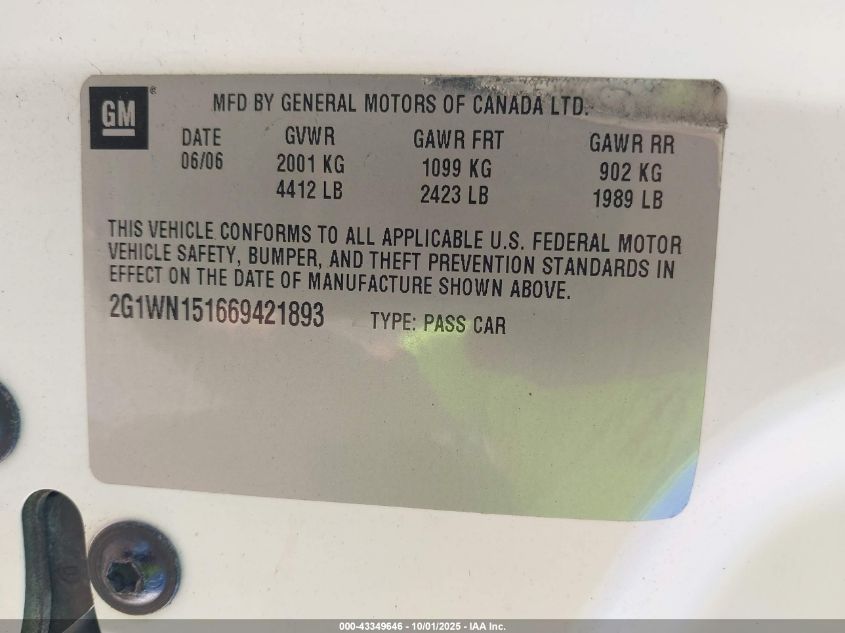 GM ®
MFD BY GENERAL MOTORS OF CANADA LTD.
DATE GVWR GAWR FRT GAWR RR
06/06 2001 KG 1099 KG 902 KG
4412 LB 2423 LB 1989 LB
THIS VEHICLE CONFORMS TO ALL APPLICABLE U.S. FEDERAL MOTOR
VEHICLE SAFETY, BUMPER, AND THEFT PREVENTION STANDARDS IN
EFFECT ON THE DATE OF MANUFACTURE SHOWN ABOVE.
2G1WN151669421893 TYPE: PASS CAR
000-43349646 - 10/01/2025 - IAA Inc.